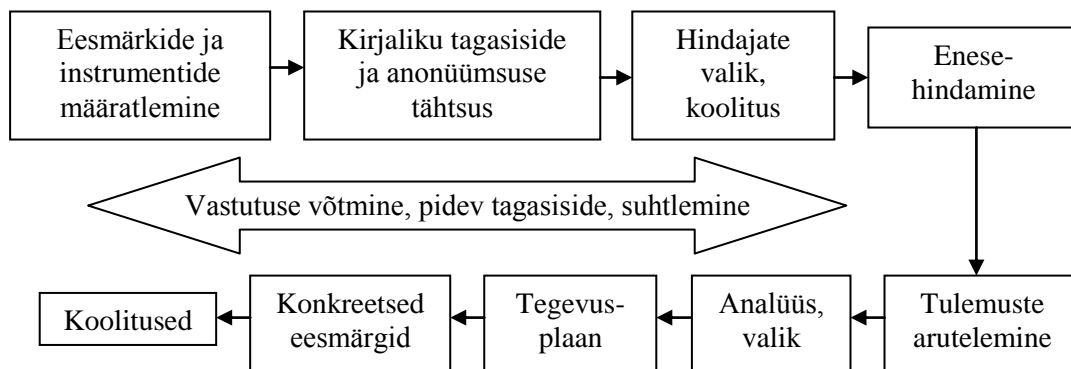 Eesmärkide ja
instrumentide
määratlemine
Kirjaliku tagasiside
ja anonüümsuse
tähtsus
Hindajate
valik,
koolitus
Enese-
hindamine
Vastutuse võtmine, pidev tagasiside, suhtlemine
Koolitused
Konkreetsed
eesmärgid
Tegevus-
plaan
Analüüs,
valik
Tulemuste
arutelemine